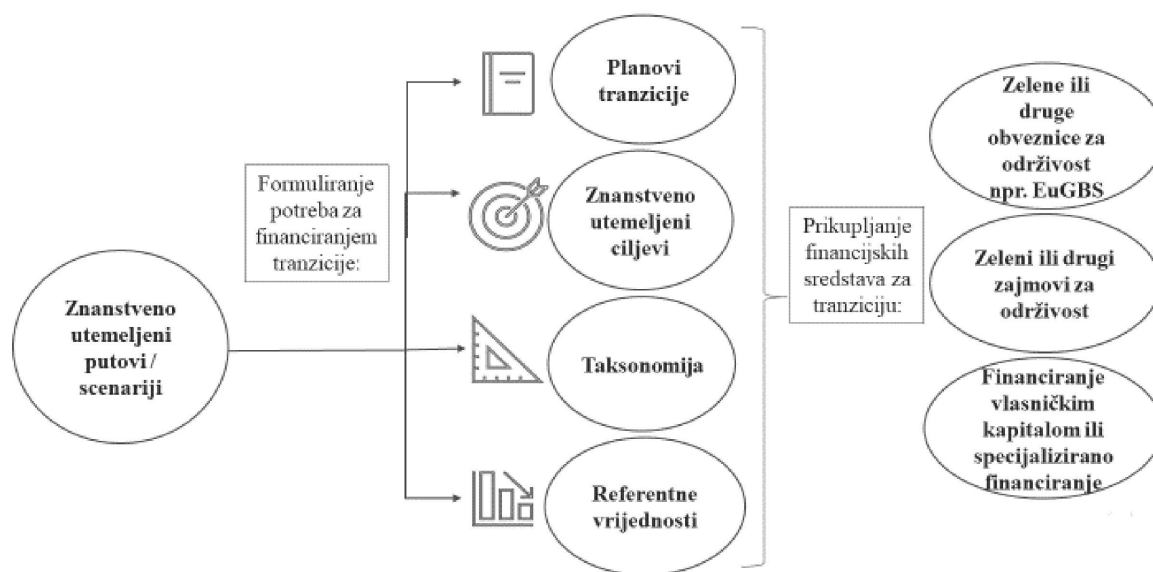 Znanstveno
utemeljeni
putovi /
scenariji
Formuliranje
potreba za
financiranjem
tranzicije:
Planovi
tranzicije
Znanstveno
utemeljeni
ciljevi
Taksonomija
Referentne
vrijednosti
Prikupljanje
financijskih
sredstava za
tranziciju:
Zelene ili
druge
obveznice za
održivost
npr. EuGBS
Zeleni ili drugi
zajmovi za
održivost
Financiranje
vlasničkim
kapitalom ili
specijalizirano
financiranje